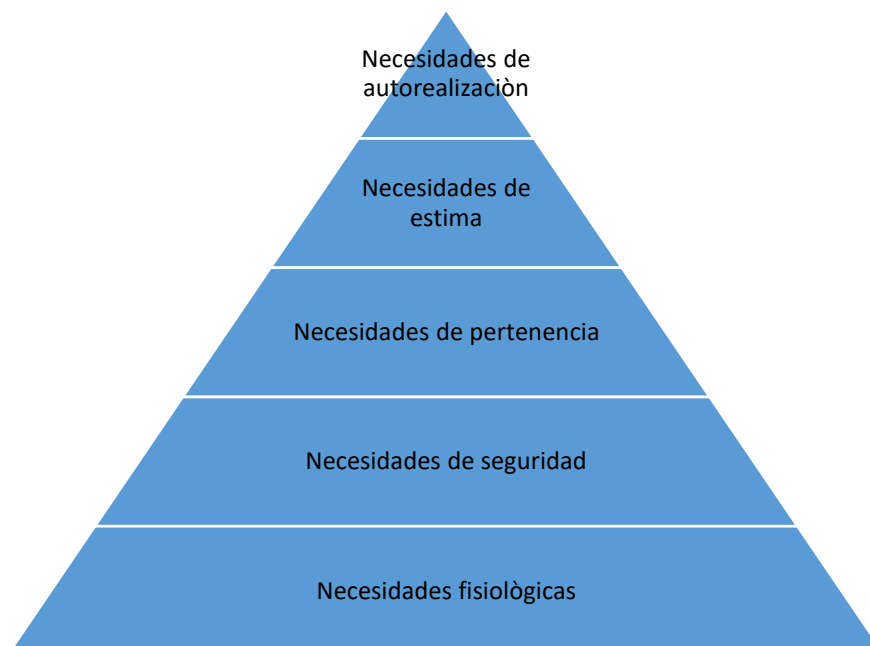 Necesidades de
autorealizaciòn
Necesidades de
estima
Necesidades de pertenencia
Necesidades de seguridad
Necesidades fisiològicas